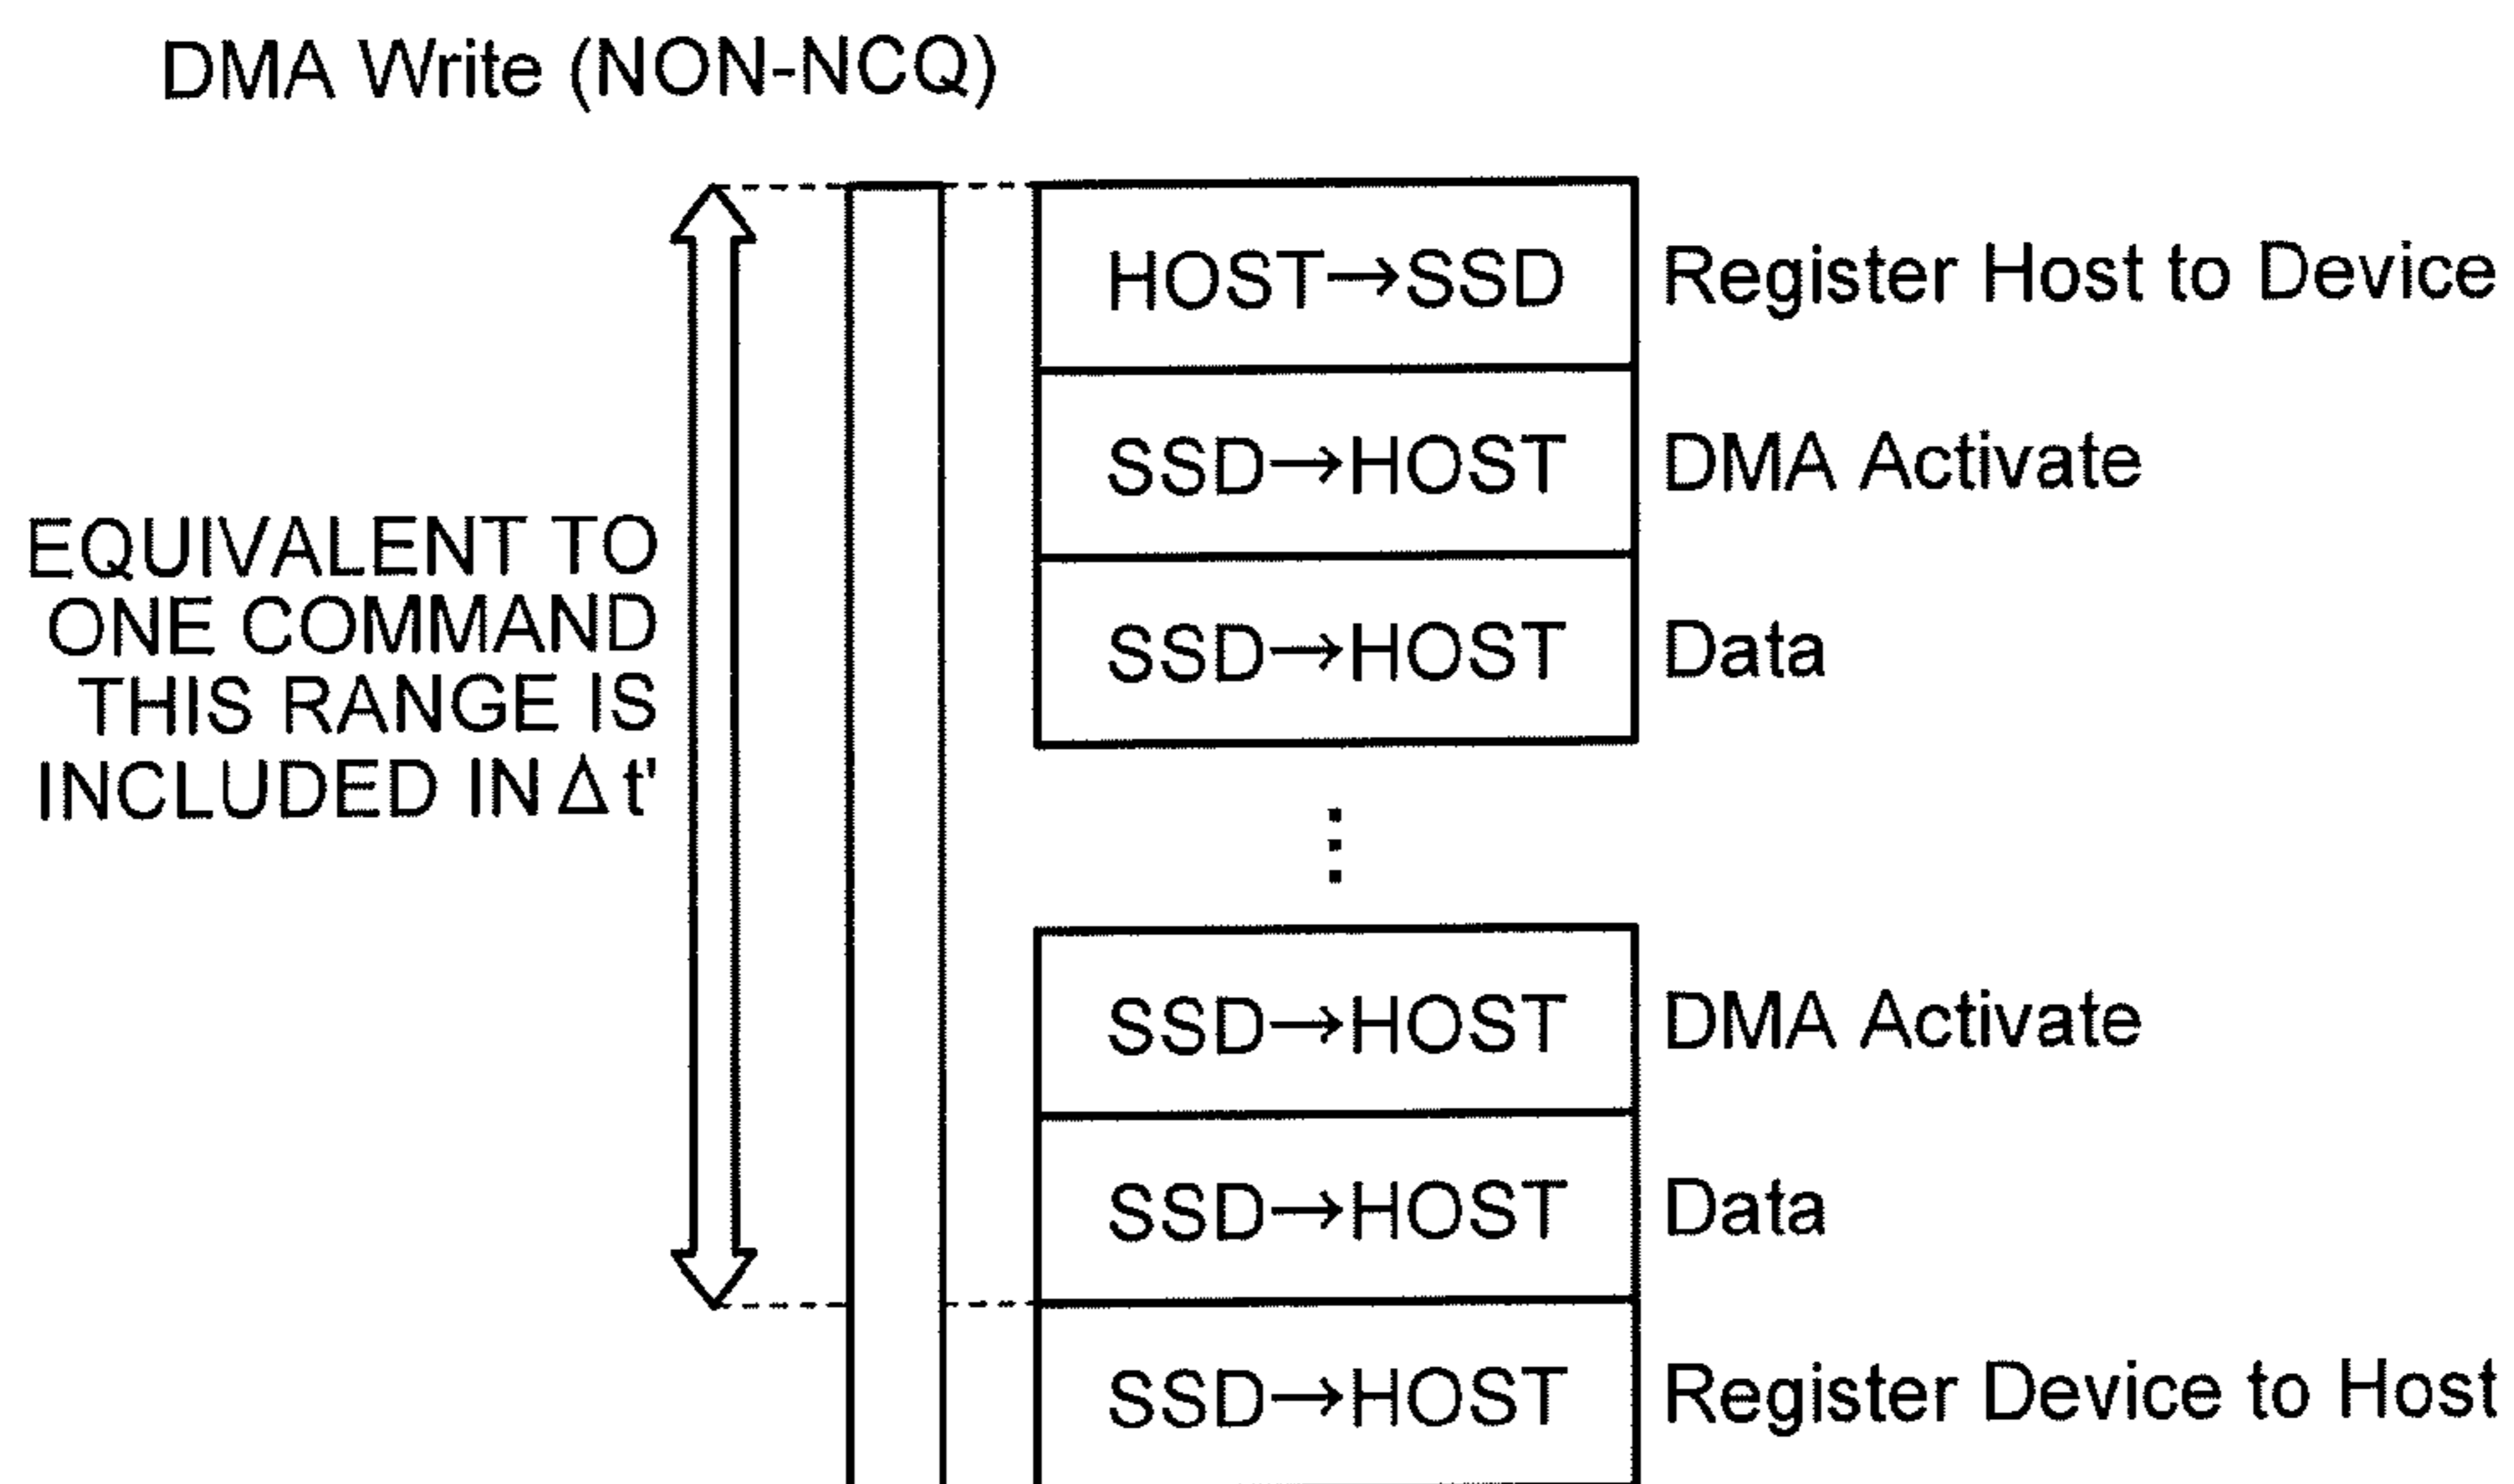 DMA Write (NON-NCQ)
HOST→SSD Register Host to Device
SSD→HOST DMA Activate
SSD→HOST Data
EQUIVALENT TO
ONE COMMAND
THIS RANGE IS
INCLUDED IN Δt'
SSD→HOST DMA Activate
SSD→HOST Data
SSD→HOST Register Device to Host